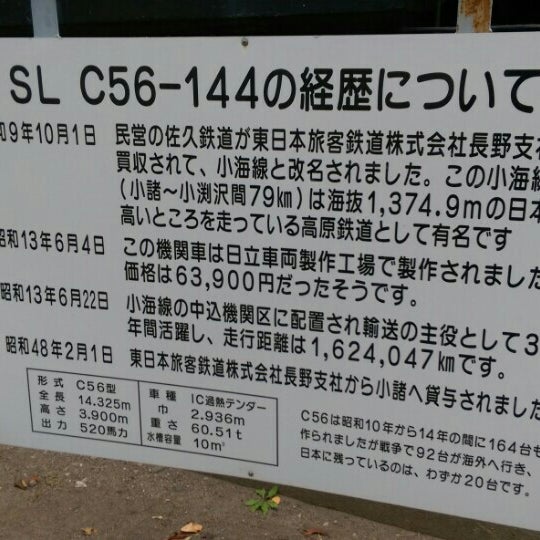 SL C56-144の経歴について
和9年10月1日 民営の佐久鉄道が東日本旅客鉄道株式会社長野支社
買収されて、小海線と改名されました。この小海線
(小諸〜小渕沢間79㎞)は海抜1,374.9mの日本
高いところを走っている高原鉄道として有名です
昭和13年6月4日 この機関車は日立車両製作工場で製作されました
価格は63,900円だったそうです。
昭和13年6月22日 小海線の中込機関区に配置され輸送の主役として3
年間活躍し、走行距離は1,624,047㎞です。
昭和48年2月1日 東日本旅客鉄道株式会社長野支社から小諸へ貸与されました
形式 C56型 車種 IC過熱テンダー
全長 14.325m 巾 2.936m
高さ 3.900m 重さ 60.51t
出力 520馬力 水槽容量 10㎥
C56は昭和10年から14年の間に164台も
作られましたが戦争で92台が海外へ行き、
日本に残っているのは、わずか20台です。